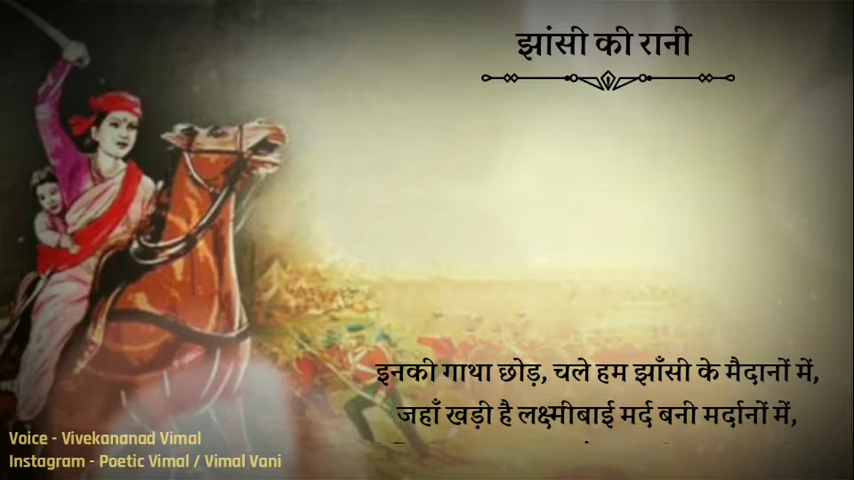 झांसी की रानी
इनकी गाथा छोड़, चले हम झाँसी के मैदानों में,
जहाँ खड़ी है लक्ष्मीबाई मर्द बनी मर्दानों में,
Voice - Vivekananad Vimal
Instagram - Poetic Vimal / Vimal Vani